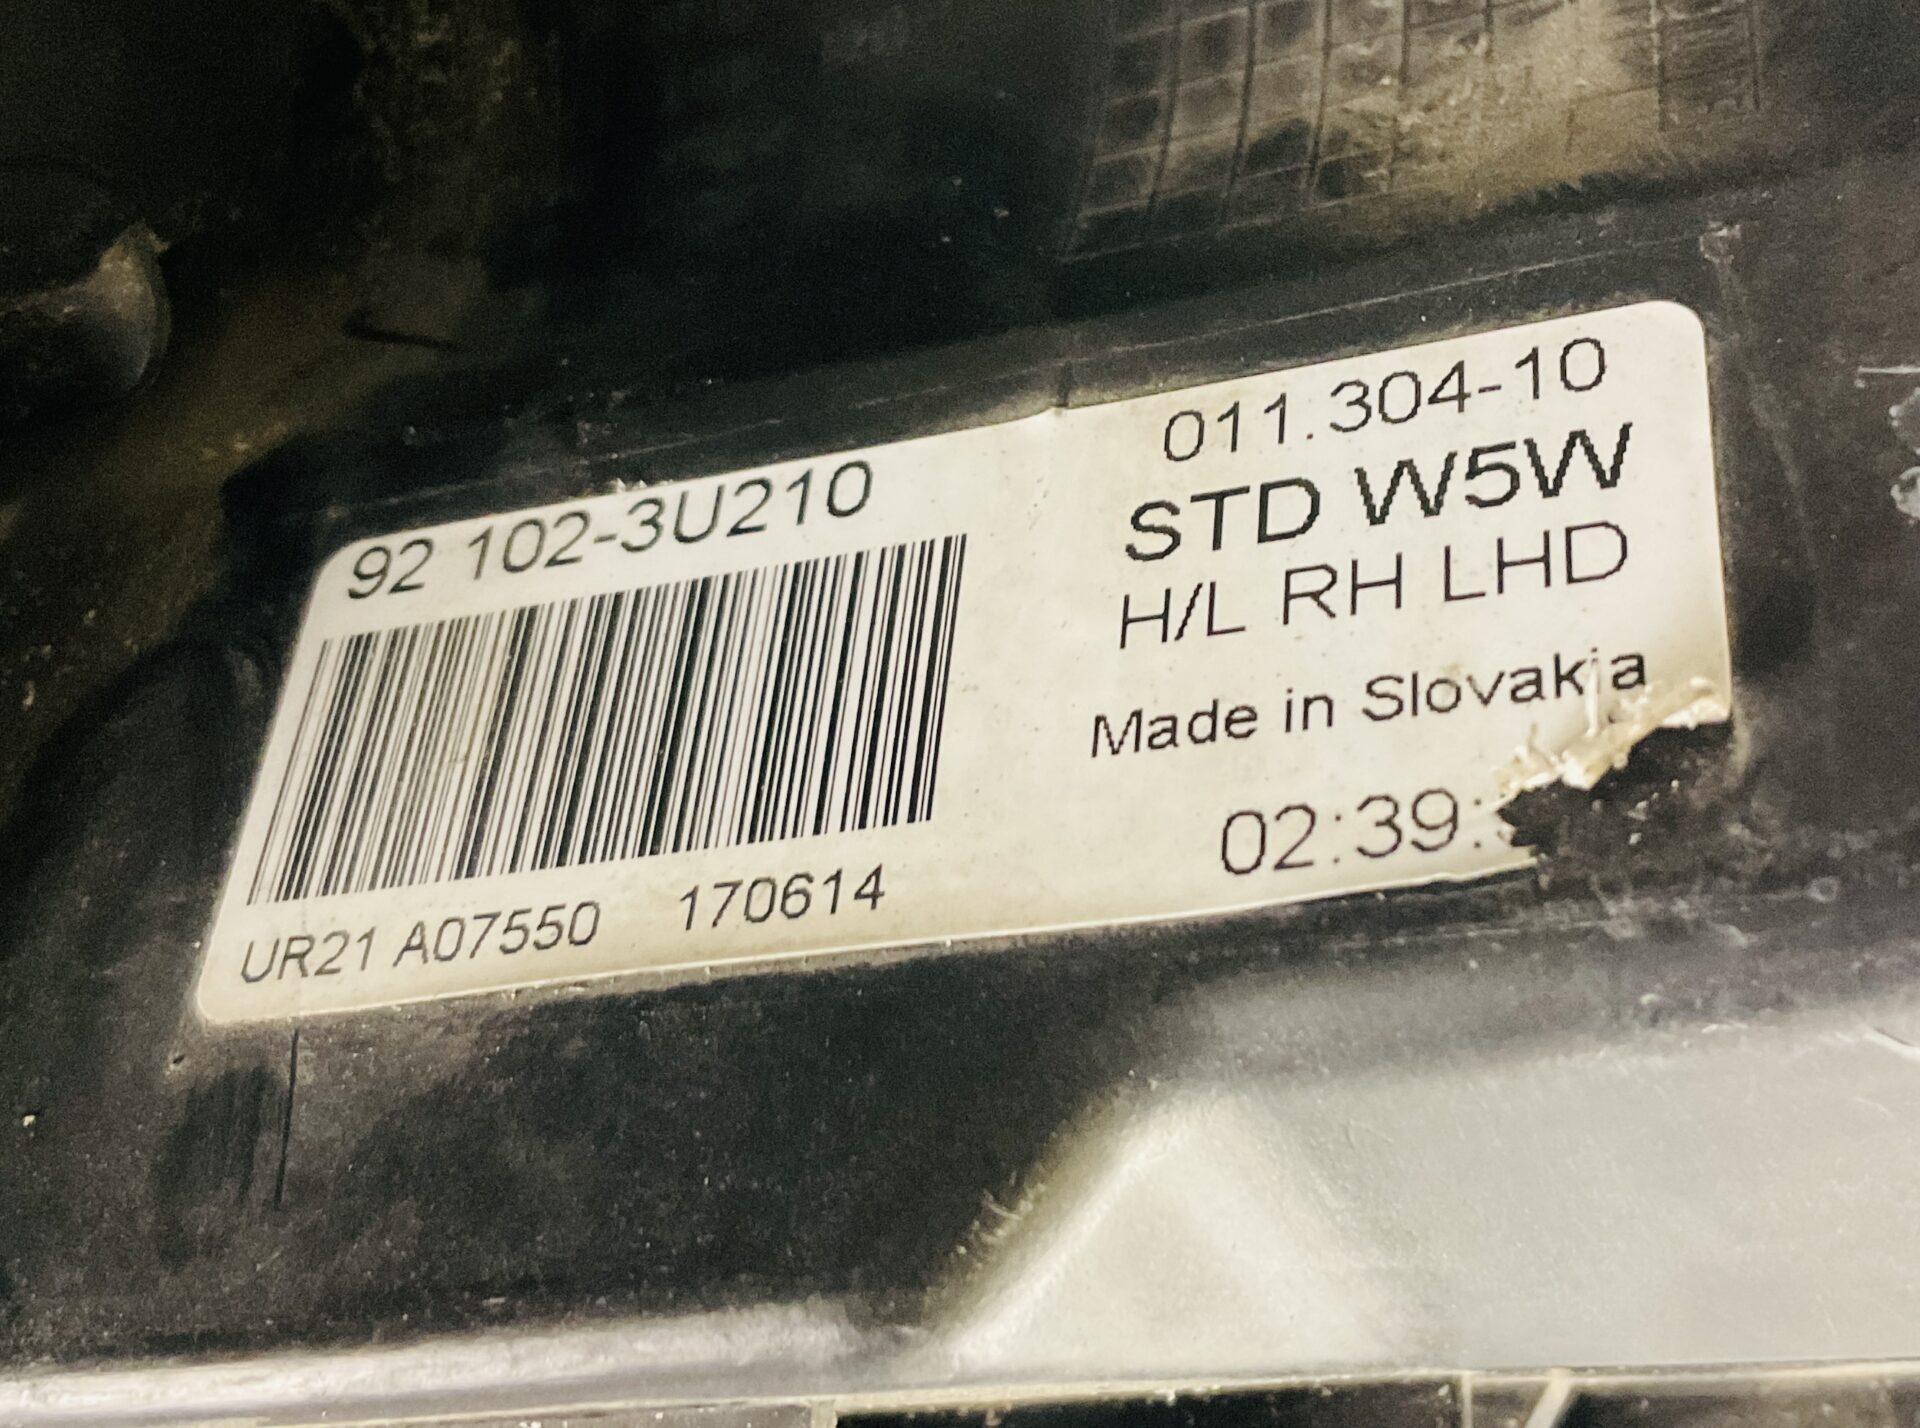 92 102-3U210
UR21 A07550 170614
011.304-10
STD W5W
H/L RH LHD
Made in Slovakia
02:39: